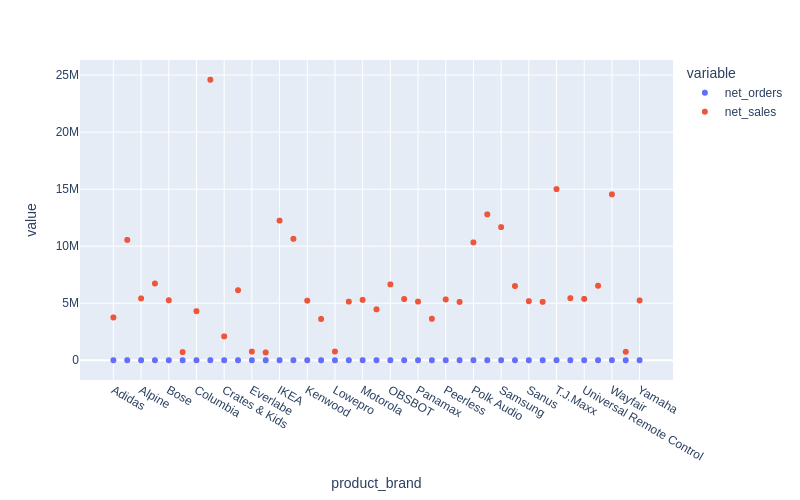 variable
net_orders
net_sales
value
25M
20M
15M
10M
5M
0
Adidas
Alpine
Bose
Columbia
Crates & Kids
Everlabe
IKEA
Kenwood
Lowepro
Motorola
OBSBOT
Panamax
Peerless
Polk Audio
Samsung
Sanus
T.J.Maxx
Universal Remote Control
Wayfair
Yamaha
product_brand